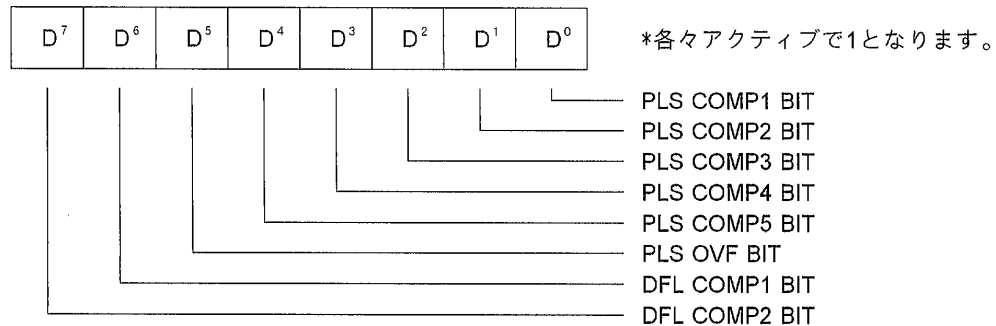 D⁷ D⁶ D⁵ D⁴ D³ D² D¹ D⁰ *各々アクティブで1となります。
PLS COMP1 BIT
PLS COMP2 BIT
PLS COMP3 BIT
PLS COMP4 BIT
PLS COMP5 BIT
PLS OVF BIT
DFL COMP1 BIT
DFL COMP2 BIT